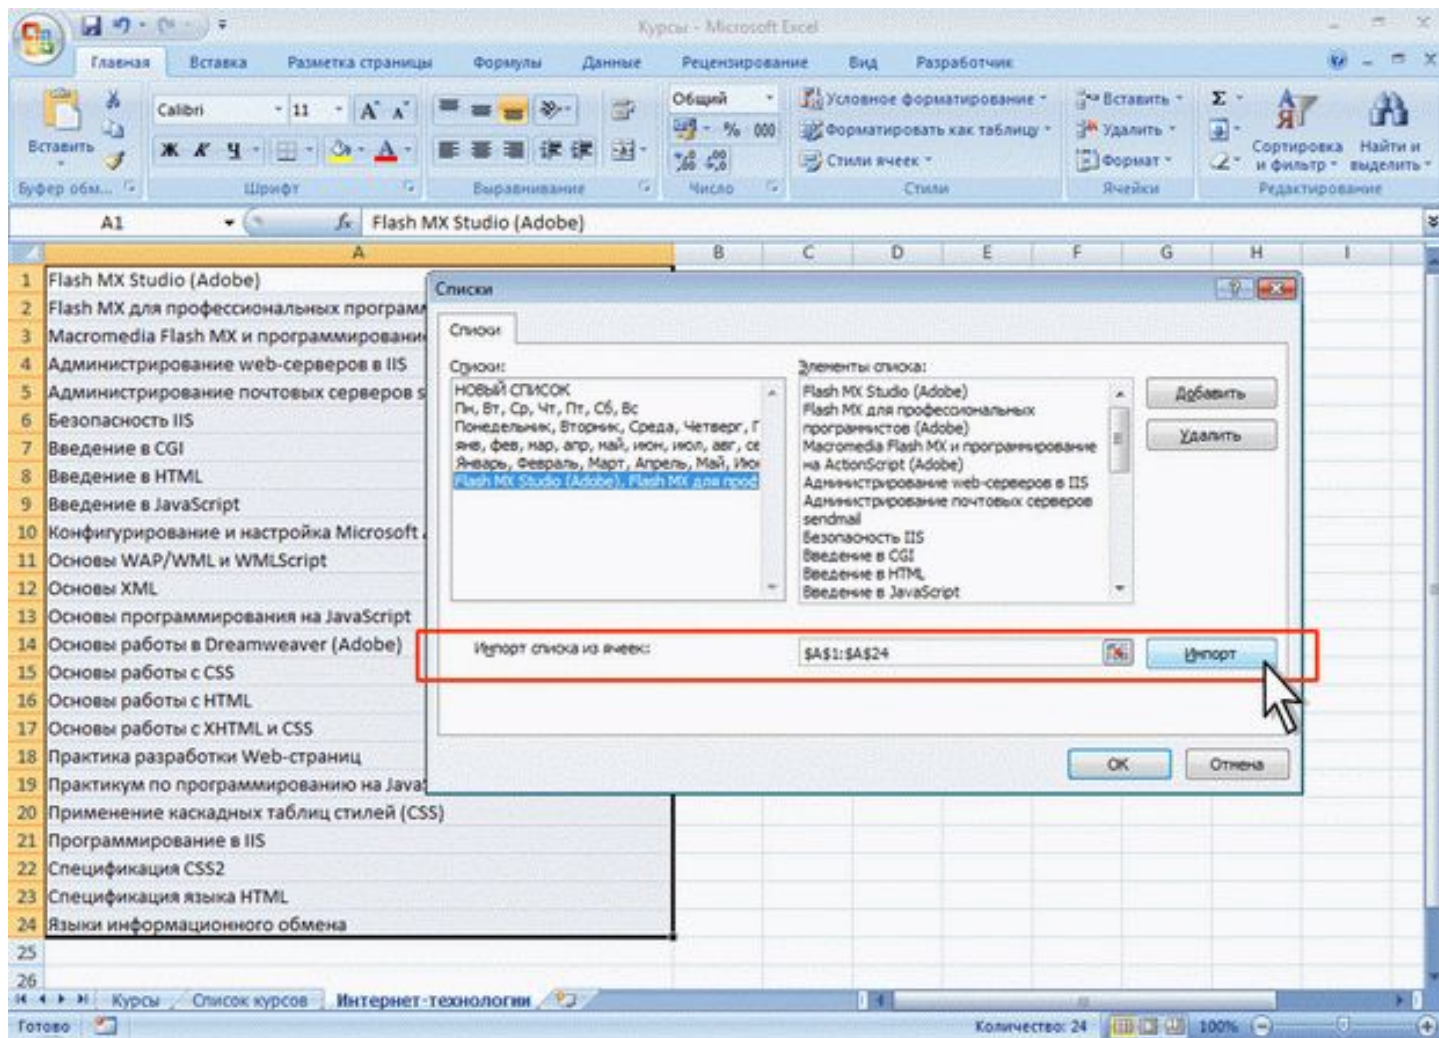 Курсы - Microsoft Excel
Главная Вставка Разметка страницы Формулы Данные Рецензирование Вид Разработчик
Calibri 11 Общий Условное форматирование Вставить Σ
Ж К Ч % 000 Форматировать как таблицу Удалить
Вставить Стили ячеек Формат Сортировка и фильтр Найти и выделить
Буфер обм... Шрифт Выравнивание Число Стили Ячейки Редактирование
A1 fx Flash MX Studio (Adobe)
A B C D E F G H I
1 Flash MX Studio (Adobe)
2 Flash MX для профессиональных програм
3 Macromedia Flash MX и программировани
4 Администрирование web-серверов в IIS
5 Администрирование почтовых серверов s
6 Безопасность IIS
7 Введение в CGI
8 Введение в HTML
9 Введение в JavaScript
10 Конфигурирование и настройка Microsoft
11 Основы WAP/WML и WMLScript
12 Основы XML
13 Основы программирования на JavaScript
14 Основы работы в Dreamweaver (Adobe)
15 Основы работы с CSS
16 Основы работы с HTML
17 Основы работы с XHTML и CSS
18 Практика разработки Web-страниц
19 Практикум по программированию на Java
20 Применение каскадных таблиц стилей (CSS)
21 Программирование в IIS
22 Спецификация CSS2
23 Спецификация языка HTML
24 Языки информационного обмена
25
26
Списки
Списки
Списки:
НОВЫЙ СПИСОК
Пн, Вт, Ср, Чт, Пт, Сб, Вс
Понедельник, Вторник, Среда, Четверг, П
янв, фев, мар, апр, май, июн, июл, авг, се
Январь, Февраль, Март, Апрель, Май, Июн
Flash MX Studio (Adobe), Flash MX для проф
Элементы списка:
Flash MX Studio (Adobe)
Flash MX для профессиональных
программистов (Adobe)
Macromedia Flash MX и программирование
на ActionScript (Adobe)
Администрирование web-серверов в IIS
Администрирование почтовых серверов
sendmail
Безопасность IIS
Введение в CGI
Введение в HTML
Введение в JavaScript
Добавить
Удалить
Импорт списка из ячеек: $A$1:$A$24 Импорт
OK Отмена
Курсы Список курсов Интернет-технологии
Готово Количество: 24 100%